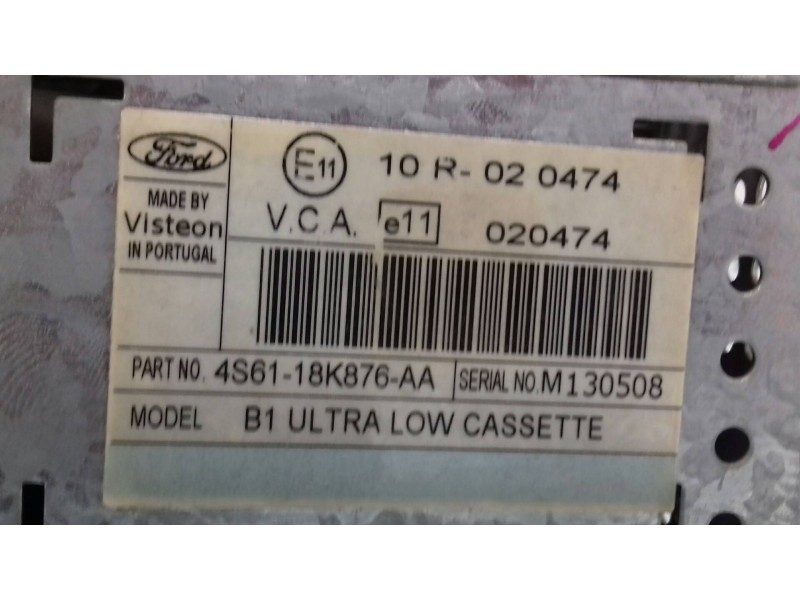 Ford
E11 10 R- 02 0474
MADE BY
Visteon
IN PORTUGAL
V.C.A. e11 020474
PART NO. 4S61-18K876-AA SERIAL NO. M130508
MODEL B1 ULTRA LOW CASSETTE